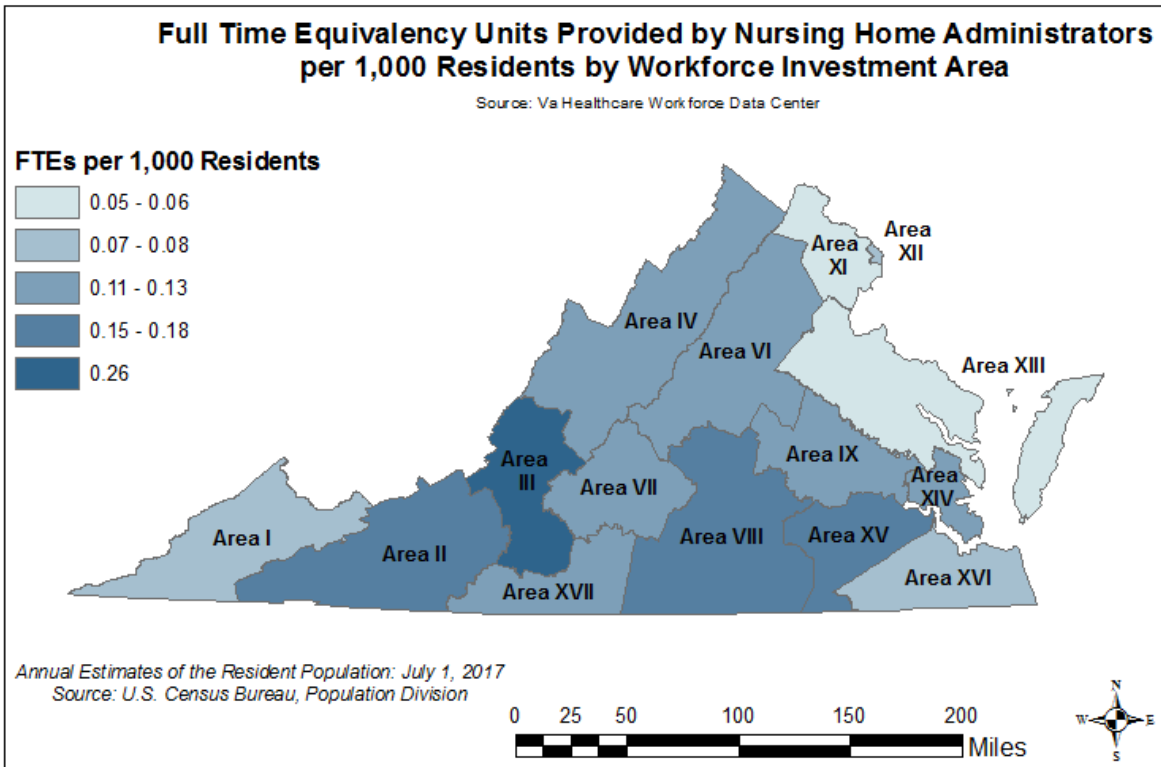 Full Time Equivalency Units Provided by Nursing Home Administrators
per 1,000 Residents by Workforce Investment Area
Source: Va Healthcare Workforce Data Center
FTEs per 1,000 Residents
0.05 - 0.06
0.07 - 0.08
0.11 - 0.13
0.15 - 0.18
0.26
Area
XII
Area
XI
Area IV
Area VI
Area XIII
Area
III
Area IX
Area VII
Area
XIV
Area I
Area II
Area VIII
Area XV
Area XVI
Area XVII
Annual Estimates of the Resident Population: July 1, 2017
Source: U.S. Census Bureau, Population Division
0 25 50 100 150 200
Miles
N
W E
S